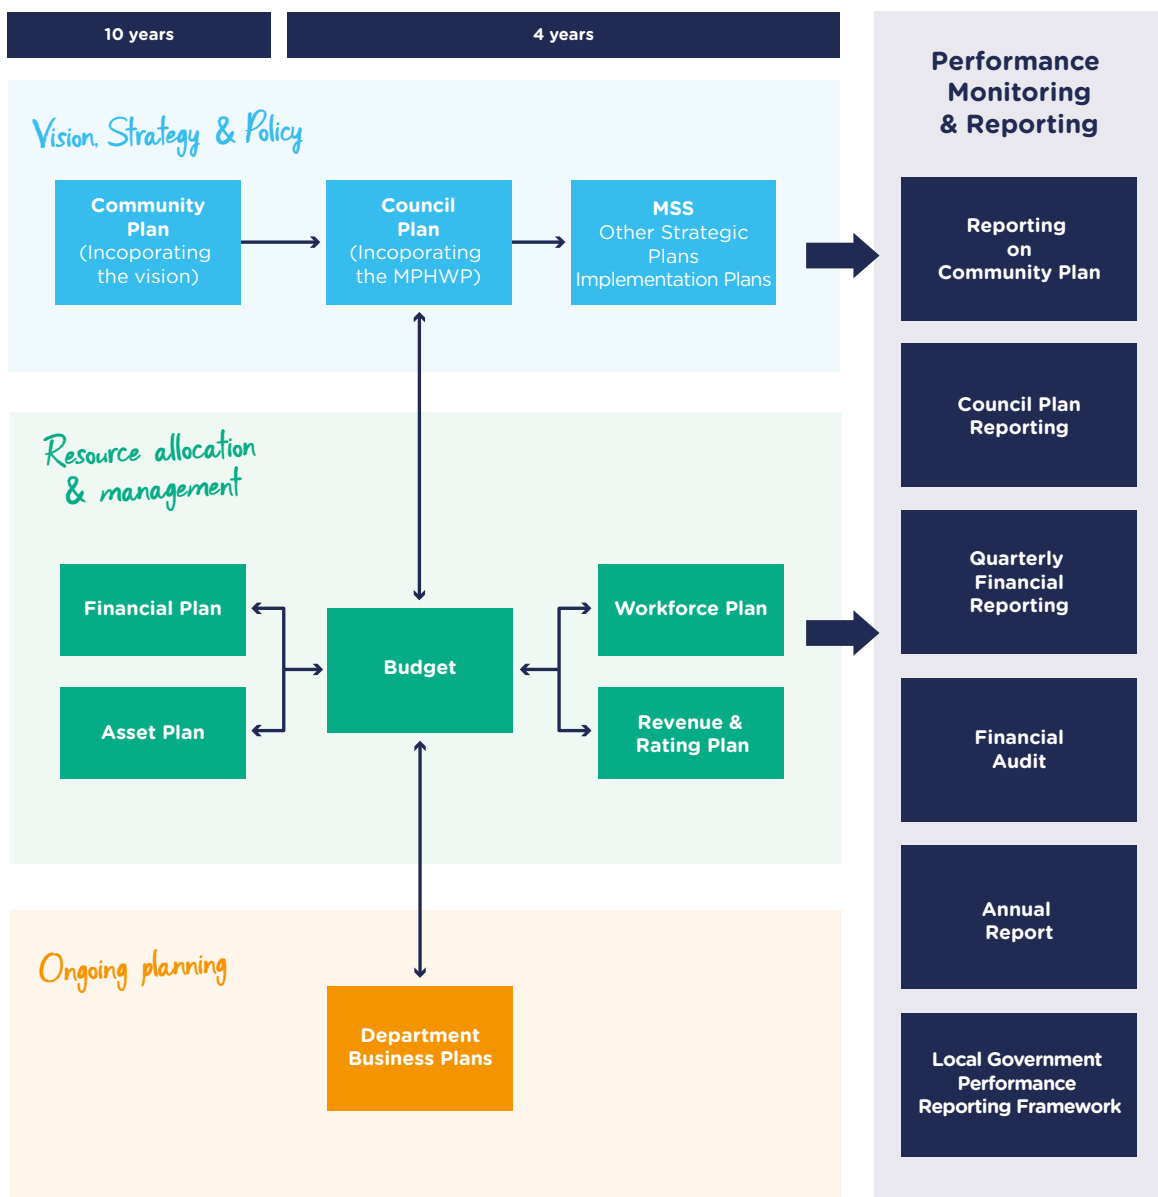 10 years
4 years
Vision, Strategy & Policy
Community
Plan
(Incoporating
the vision)
Council
Plan
(Incoporating
the MPHWP)
MSS
Other Strategic
Plans
Implementation Plans
Resource allocation
& management
Financial Plan
Asset Plan
Budget
Workforce Plan
Revenue &
Rating Plan
Ongoing planning
Department
Business Plans
Performance
Monitoring
& Reporting
Reporting
on
Community Plan
Council Plan
Reporting
Quarterly
Financial
Reporting
Financial
Audit
Annual
Report
Local Government
Performance
Reporting Framework